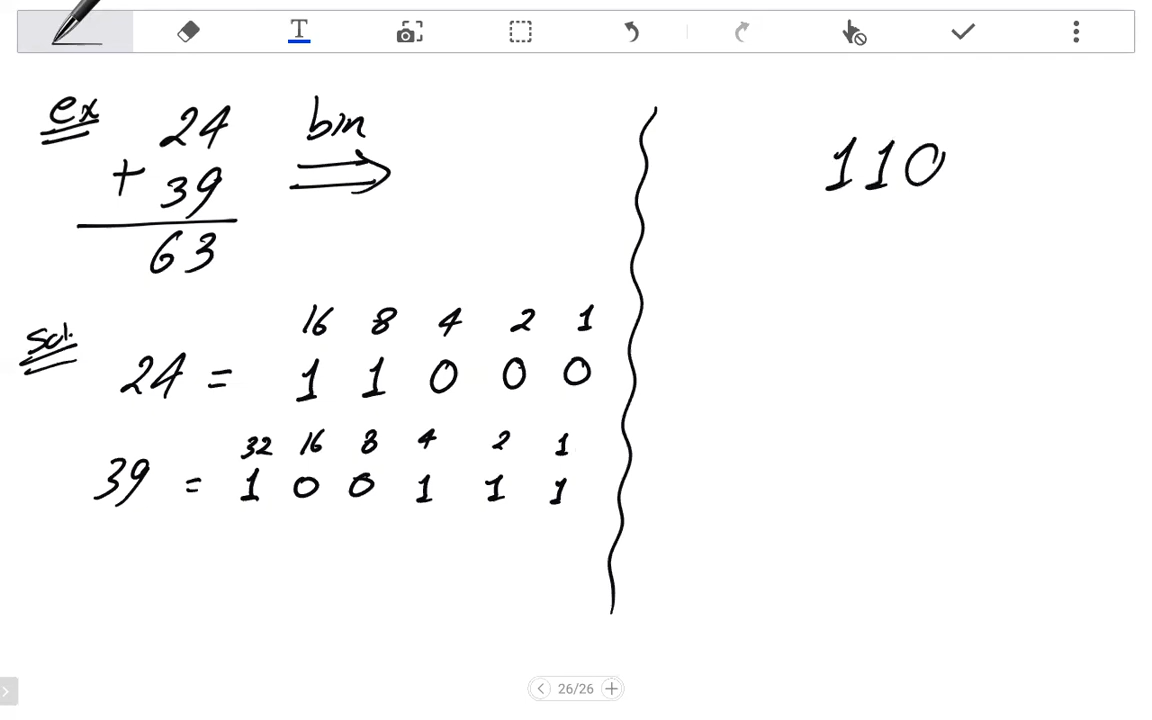 T
ex 24 bin
+ 39
63
Sol.
16 8 4 2 1
24 = 1 1 0 0 0
32 16 8 4 2 1
39 = 1 0 0 1 1 1
110
26/26